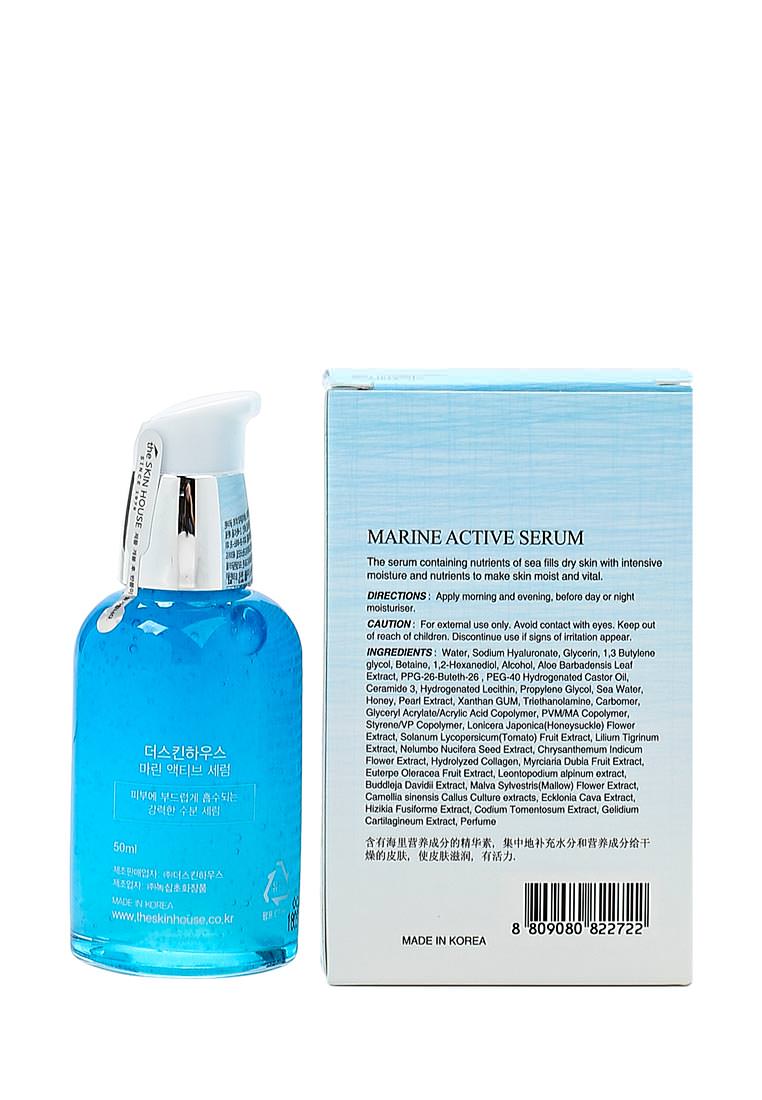 the SKIN HOUSE
SINCE 1978
더스킨하우스
마린 액티브 세럼
피부에 부드럽게 흡수되는
강력한 수분 세럼
50ml
제조판매업자 (주)더스킨하우스
제조업자 (주)녹십초화장품
MADE IN KOREA
www.theskinhouse.co.kr
MARINE ACTIVE SERUM
The serum containing nutrients of sea fills dry skin with intensive
moisture and nutrients to make skin moist and vital.
DIRECTIONS : Apply morning and evening, before day or night
moisturiser.
CAUTION : For external use only. Avoid contact with eyes. Keep out
of reach of children. Discontinue use if signs of irritation appear.
INGREDIENTS : Water, Sodium Hyaluronate, Glycerin, 1,3 Butylene
glycol, Betaine, 1,2-Hexanediol, Alcohol, Aloe Barbadensis Leaf
Extract, PPG-26-Buteth-26 , PEG-40 Hydrogenated Castor Oil,
Ceramide 3, Hydrogenated Lecithin, Propylene Glycol, Sea Water,
Honey, Pearl Extract, Xanthan GUM, Triethanolamine, Carbomer,
Glyceryl Acrylate/Acrylic Acid Copolymer, PVM/MA Copolymer,
Styrene/VP Copolymer, Lonicera Japonica(Honeysuckle) Flower
Extract, Solanum Lycopersicum(Tomato) Fruit Extract, Lilium Tigrinum
Extract, Nelumbo Nucifera Seed Extract, Chrysanthemum Indicum
Flower Extract, Hydrolyzed Collagen, Myrciaria Dubia Fruit Extract,
Euterpo Oleracea Fruit Extract, Leontopodium alpinum extract,
Buddleja Davidii Extract, Malva Sylvestris(Mallow) Flower Extract,
Camellia sinensis Callus Culture extracts, Ecklonia Cava Extract,
Hizikia Fusiforme Extract, Codium Tomentosum Extract, Gelidium
Cartilagineum Extract, Perfume
含有海里营养成分的精华素，集中地补充水分和营养成分给干
燥的皮肤，使皮肤滋润，有活力.
8 809080 822722
MADE IN KOREA